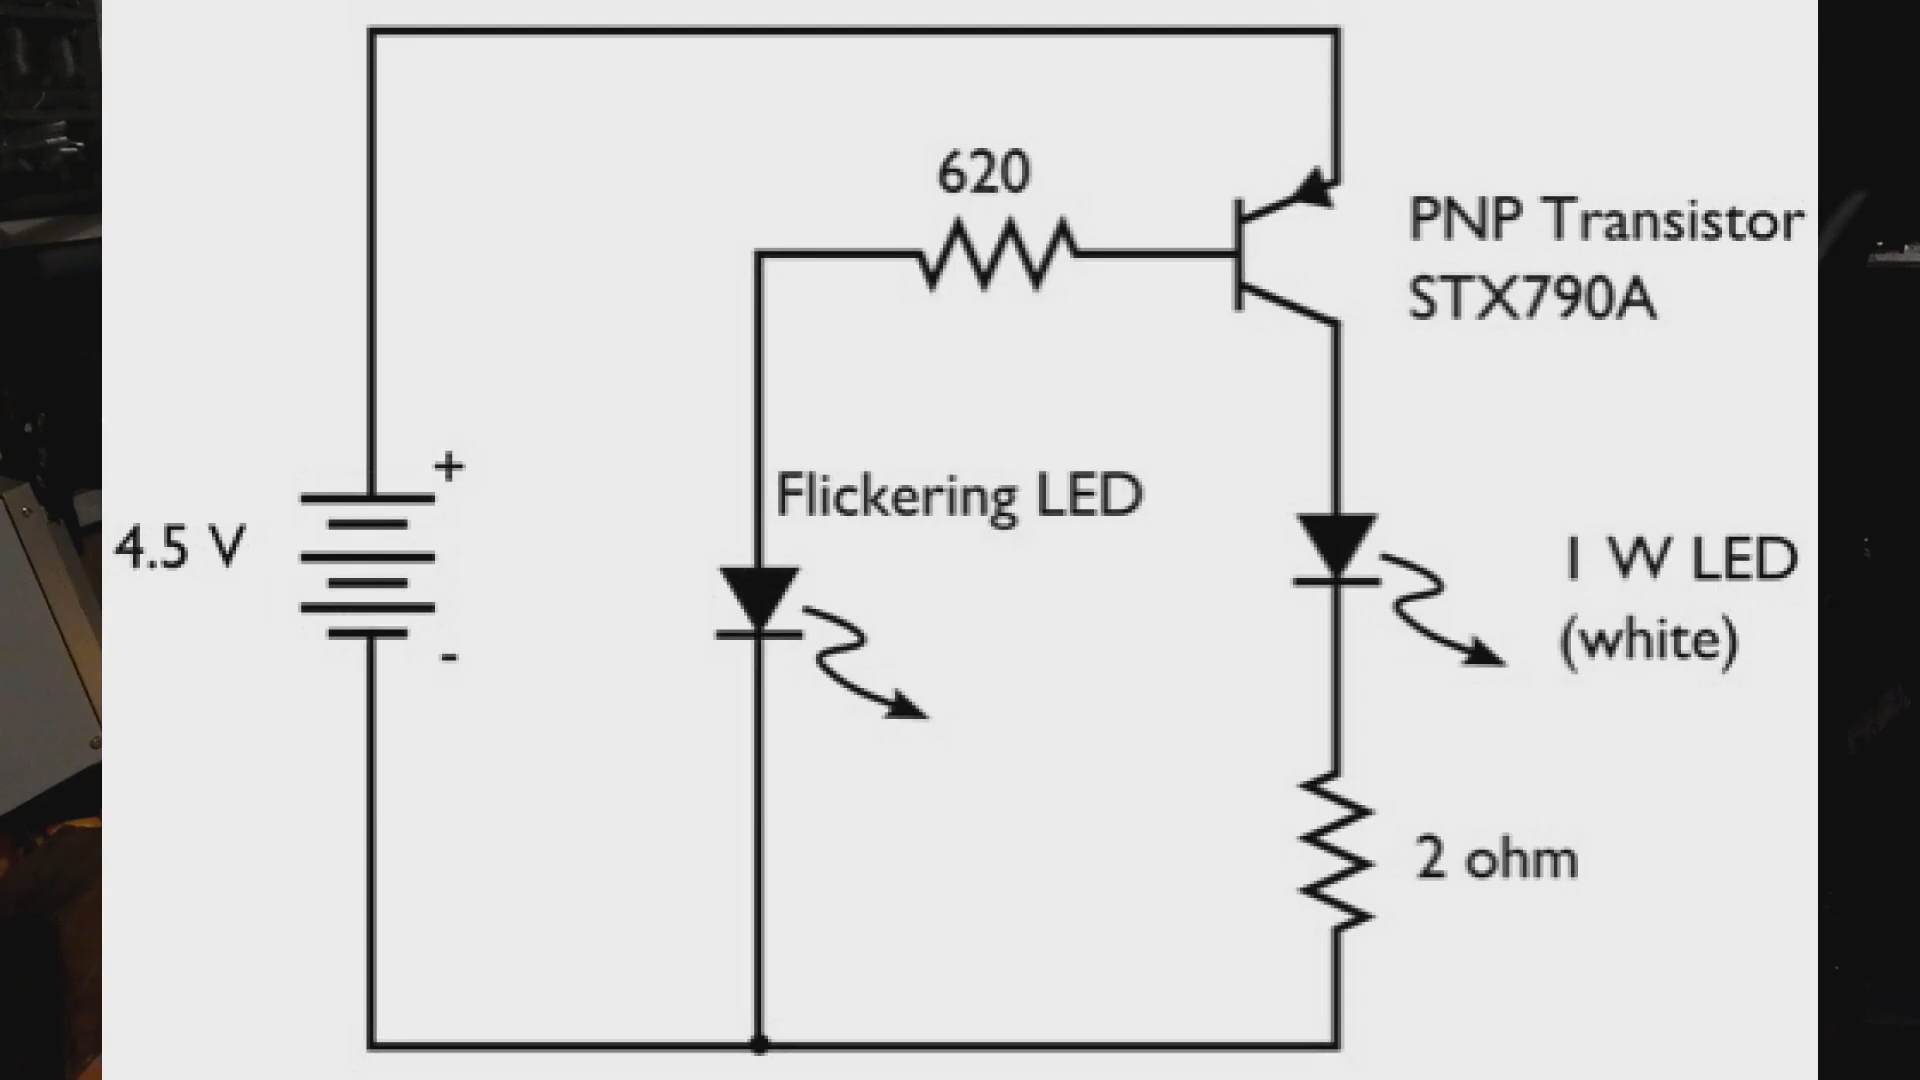 620
PNP Transistor
STX790A
+
4.5 V
-
Flickering LED
1 W LED
(white)
2 ohm